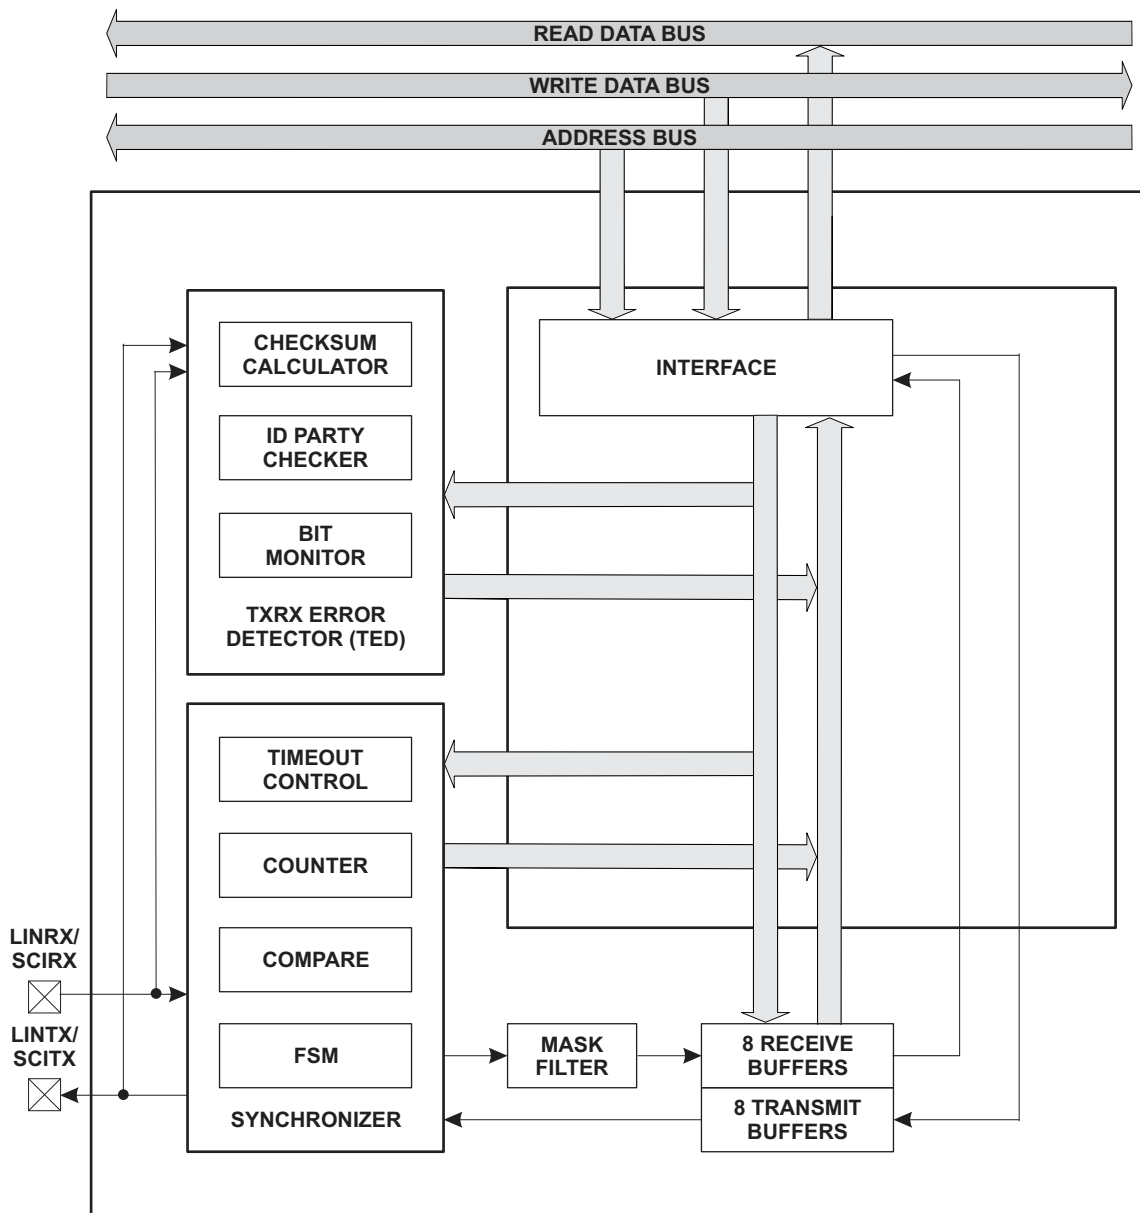 READ DATA BUS
WRITE DATA BUS
ADDRESS BUS
CHECKSUM
CALCULATOR
INTERFACE
ID PARTY
CHECKER
BIT
MONITOR
TXRX ERROR
DETECTOR (TED)
TIMEOUT
CONTROL
COUNTER
COMPARE
LINRX/
SCIRX
LINTX/
SCITX
FSM
SYNCHRONIZER
MASK
FILTER
8 RECEIVE
BUFFERS
8 TRANSMIT
BUFFERS